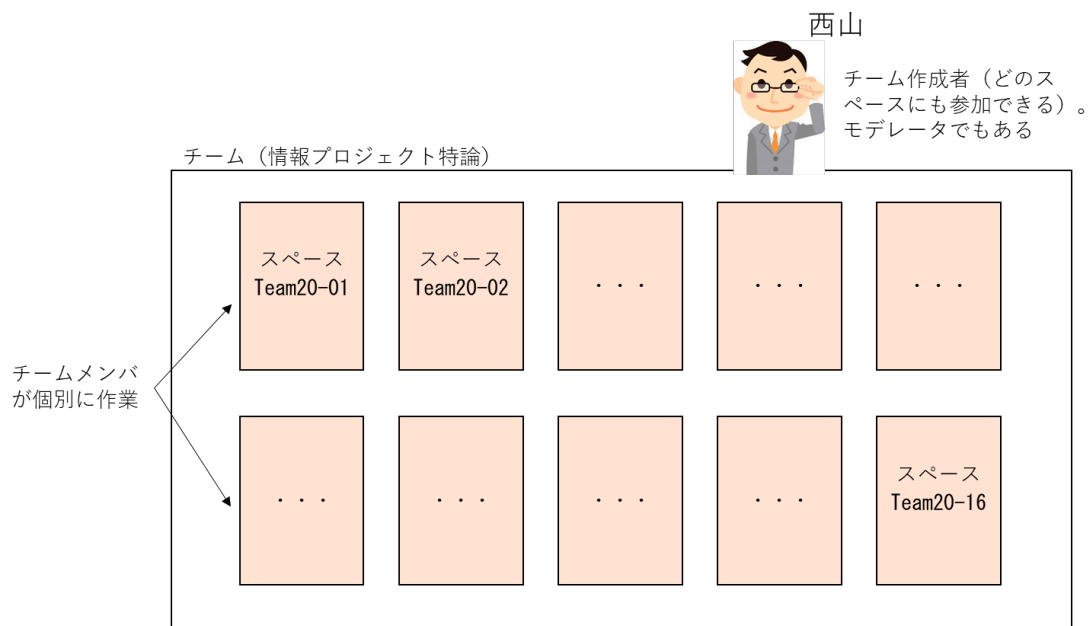 西山
チーム作成者（どのス
ペースにも参加できる）。
モデレータでもある
チーム（情報プロジェクト特論）
スペース
Team20-01
スペース
Team20-02
・・・
・・・
・・・
チームメンバ
が個別に作業
・・・
・・・
・・・
・・・
スペース
Team20-16